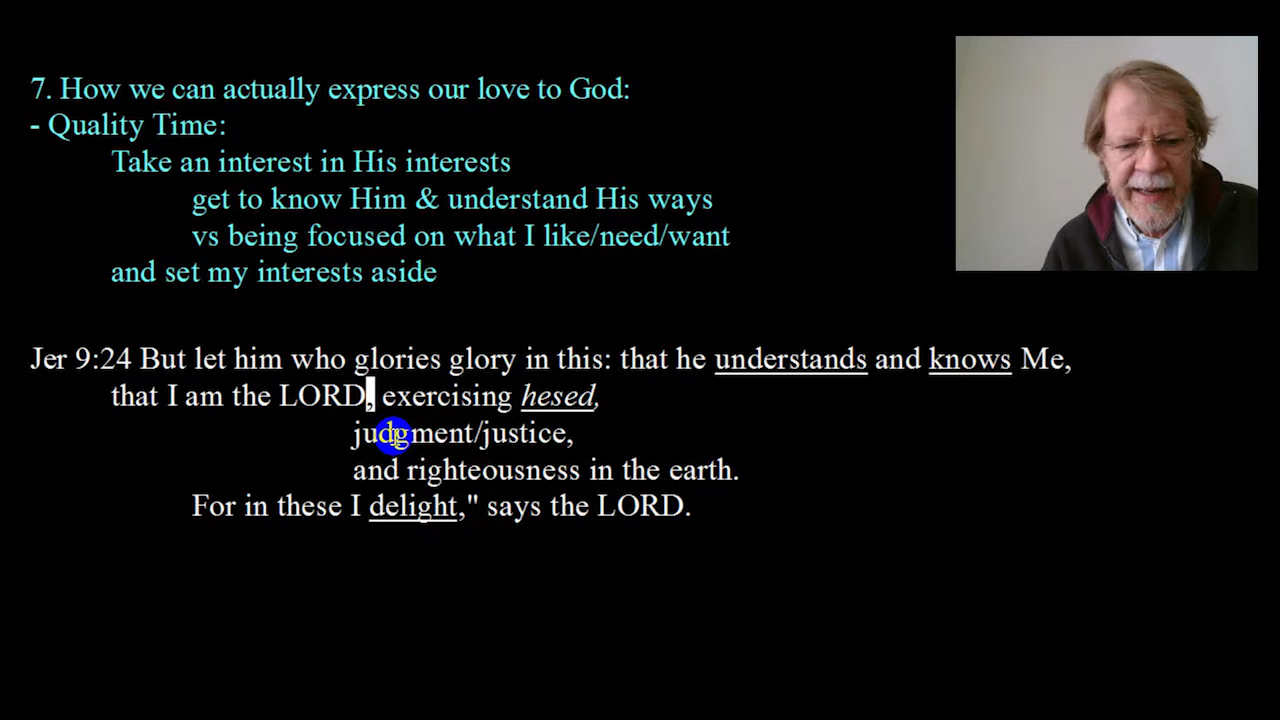 7. How we can actually express our love to God:
- Quality Time:
Take an interest in His interests
get to know Him & understand His ways
vs being focused on what I like/need/want
and set my interests aside
Jer 9:24 But let him who glories glory in this: that he understands and knows Me,
that I am the LORD, exercising hesed,
judgment/justice,
and righteousness in the earth.
For in these I delight," says the LORD.